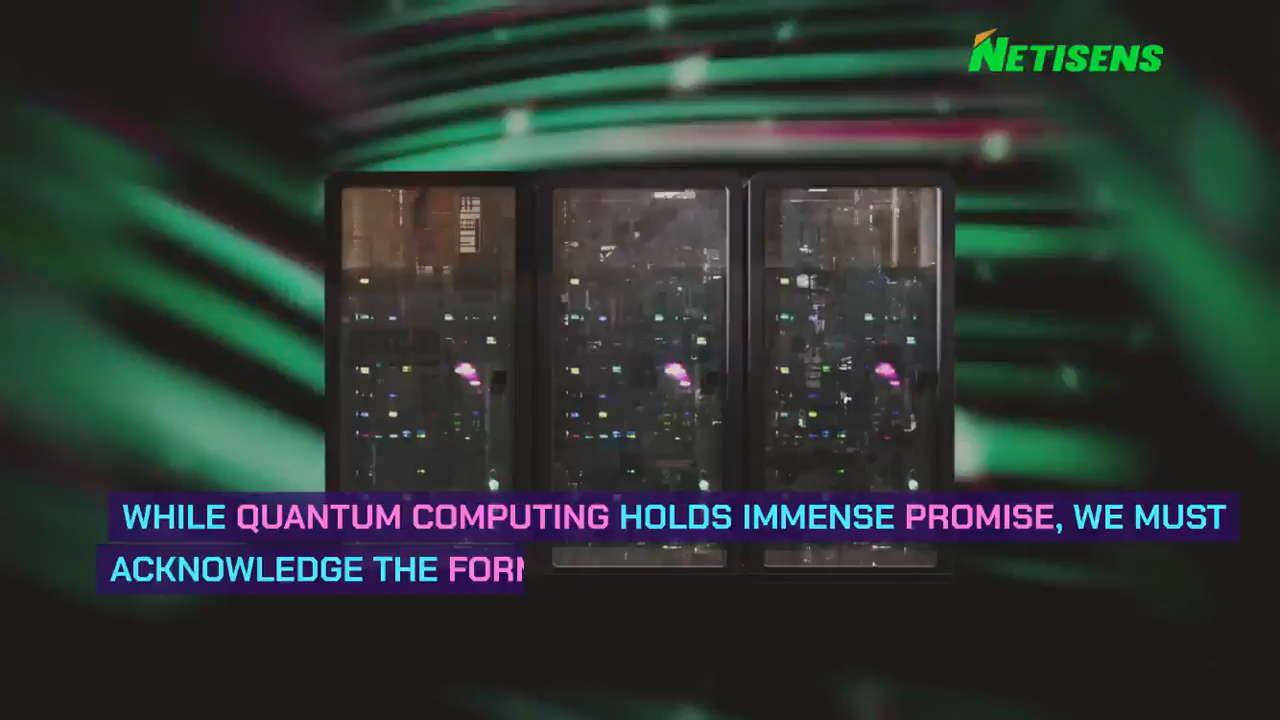 NETISENS
WHILE QUANTUM COMPUTING HOLDS IMMENSE PROMISE, WE MUST
ACKNOWLEDGE THE